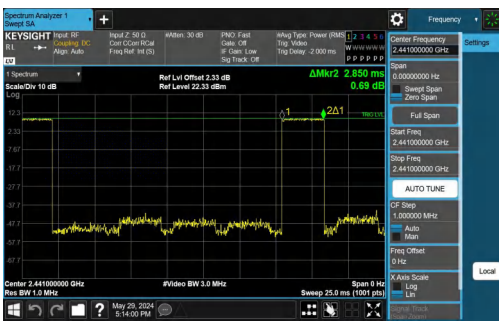 Spectrum Analyzer 1
Swept SA
+
Frequency
KEYSIGHT
RL
Input: RF
Coupling: DC
Align: Auto
Input Z: 50 Ω
Corr CCorr RCal
Freq Ref: Int (S)
#Atten: 30 dB
PNO: Fast
Gate: Off
IF Gain: Low
Sig Track: Off
#Avg Type: Power (RMS
Trig: Video
Trig Delay: -2.000 ms
1 2 3 4 5 6
W W W W W W
P P P P P P
Center Frequency
2.441000000 GHz
Settings
Span
0.00000000 Hz
Swept Span
Zero Span
LV
1 Spectrum
Scale/Div 10 dB
Log
Ref Lvl Offset 2.33 dB
Ref Level 22.33 dBm
ΔMkr2 2.850 ms
0.69 dB
Full Span
12.3
2.33
-7.67
-17.7
-27.7
-37.7
-47.7
-57.7
-67.7
1
2Δ1
TRIG LVL
Start Freq
2.441000000 GHz
Stop Freq
2.441000000 GHz
AUTO TUNE
CF Step
1.000000 MHz
Auto
Man
Freq Offset
0 Hz
X Axis Scale
Log
Lin
Local
Center 2.441000000 GHz
Res BW 1.0 MHz
#Video BW 3.0 MHz
Span 0 Hz
Sweep 25.0 ms (1001 pts)
Signal Track
(Span Zoom)
?
May 29, 2024
5:14:00 PM